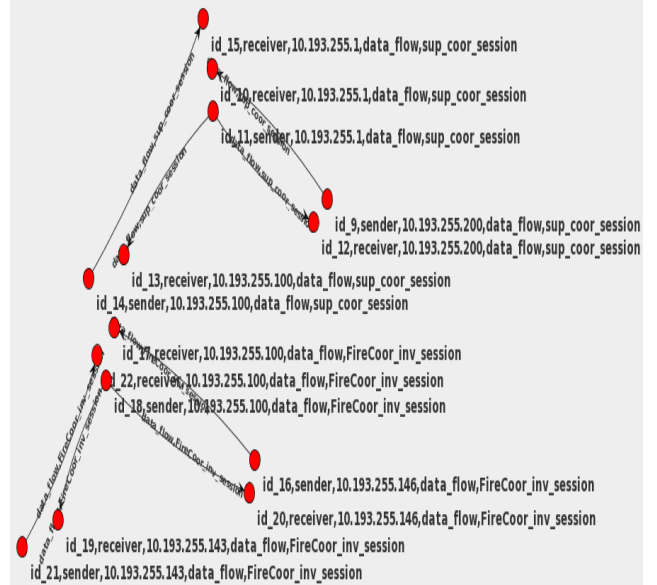 id_15,receiver,10.193.255.1,data_flow,sup_coor_session
id_10,receiver,10.193.255.1,data_flow,sup_coor_session
id_11,sender,10.193.255.1,data_flow,sup_coor_session
data_flow,sup_coor_session
id_9,sender,10.193.255.200,data_flow,sup_coor_session
id_12,receiver,10.193.255.200,data_flow,sup_coor_session
id_13,receiver,10.193.255.100,data_flow,sup_coor_session
id_14,sender,10.193.255.100,data_flow,sup_coor_session
id_17,receiver,10.193.255.100,data_flow,FireCoor_inv_session
id_22,receiver,10.193.255.100,data_flow,FireCoor_inv_session
id_18,sender,10.193.255.100,data_flow,FireCoor_inv_session
data_flow,FireCoor_inv_session
id_16,sender,10.193.255.146,data_flow,FireCoor_inv_session
id_20,receiver,10.193.255.146,data_flow,FireCoor_inv_session
id_19,receiver,10.193.255.143,data_flow,FireCoor_inv_session
id_21,sender,10.193.255.143,data_flow,FireCoor_inv_session